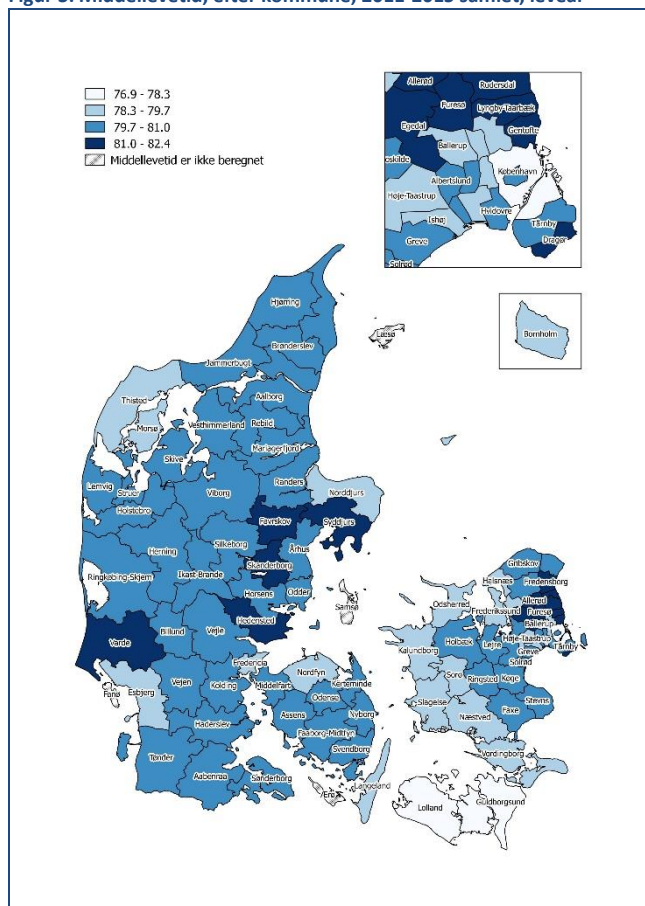 Figur 3. Middellevetid, efter kommune, 2011-2015 samlet, leveår
76.9 - 78.3
78.3 - 79.7
79.7 - 81.0
81.0 - 82.4
Middellevetid er ikke beregnet
Allerød
Rudersdal
Furesø
Lyngby-Taarbæk
Egedal
Gentofte
Ballerup
oskilde
København
Albertslund
Høje-Taastrup
Hvidovre
Ishøj
Tårnby
Greve
Dragør
Solrød
Bornholm
Hjørring
Læsø
Brønderslev
Jammerbugt
Thisted
Aalborg
Morsø
Vesthimmerland
Rebild
Mariagerfjord
Skive
Lemvig
Struer
Randers
Viborg
Norddjurs
Holstebro
Favrskov
Syddjurs
Silkeborg
Århus
Herning
Skanderborg
Ringkøbing-Skjern
Ikast-Brande
Horsens
Odder
Samsø
Hedensted
Varde
Billund
Vejle
Fredericia
Fanø
Esbjerg
Vejen
Kolding
Middelfart
Nordfyn
Kerteminde
Odense
Assens
Nyborg
Haderslev
Faaborg-Midtfyn
Svendborg
Tønder
Aabenraa
Sønderborg
Ærø
Langeland
Gribskov
Halsnæs
Fredensborg
Odsherred
Frederikssund
Allerød
Furesø
Ballerup
Kalundborg
Holbæk
Lejre
Høje-Taastrup
Greve
Tårnby
Solrød
Sorø
Ringsted
Køge
Slagelse
Stevns
Næstved
Faxe
Vordingborg
Lolland
Guldborgsund